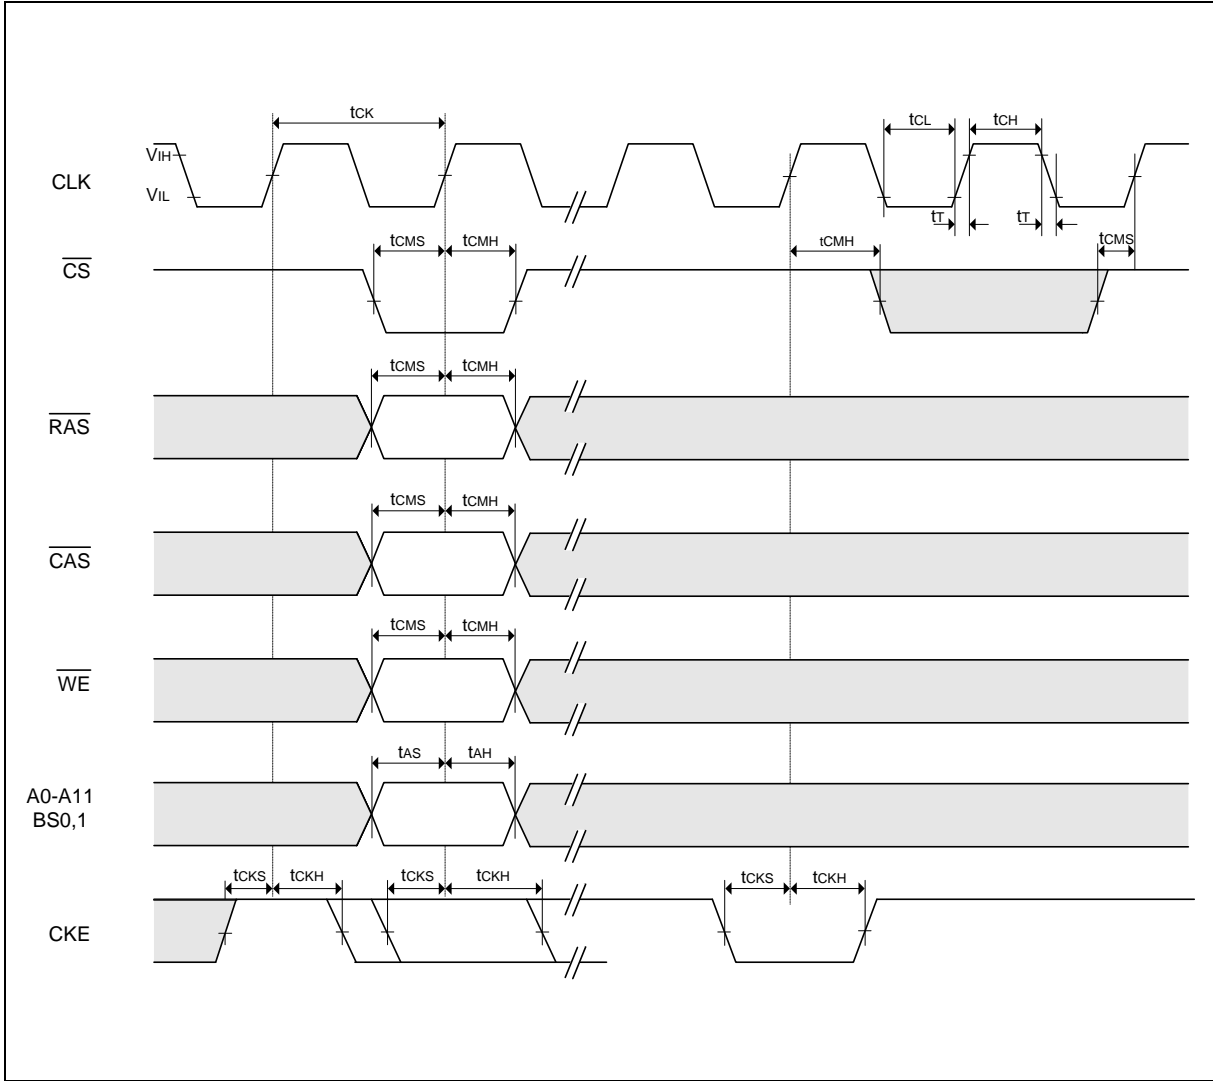 tCK
tCL tCH
VIH
CLK
VIL
tT tT
tCMS tCMH tCMH tCMS
CS
tCMS tCMH
RAS
tCMS tCMH
CAS
tCMS tCMH
WE
tAS tAH
A0-A11
BS0,1
tCKS tCKH tCKS tCKH tCKS tCKH
CKE